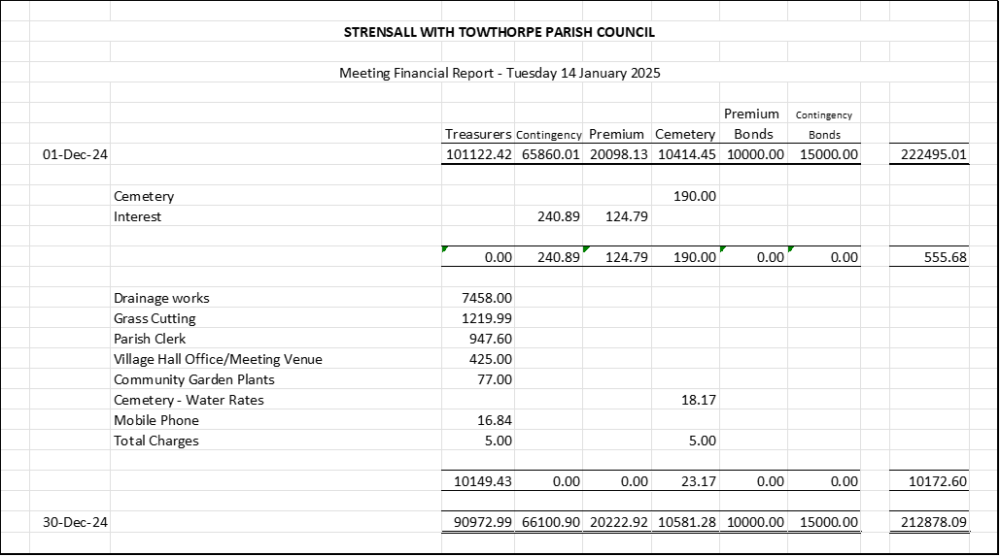 STRENSALL WITH TOWTHORPE PARISH COUNCIL
Meeting Financial Report - Tuesday 14 January 2025
Premium Contingency
Treasurers Contingency Premium Cemetery Bonds Bonds
01-Dec-24 101122.42 65860.01 20098.13 10414.45 10000.00 15000.00 222495.01
Cemetery 190.00
Interest 240.89 124.79
0.00 240.89 124.79 190.00 0.00 0.00 555.68
Drainage works 7458.00
Grass Cutting 1219.99
Parish Clerk 947.60
Village Hall Office/Meeting Venue 425.00
Community Garden Plants 77.00
Cemetery - Water Rates 18.17
Mobile Phone 16.84
Total Charges 5.00 5.00
10149.43 0.00 0.00 23.17 0.00 0.00 10172.60
30-Dec-24 90972.99 66100.90 20222.92 10581.28 10000.00 15000.00 212878.09